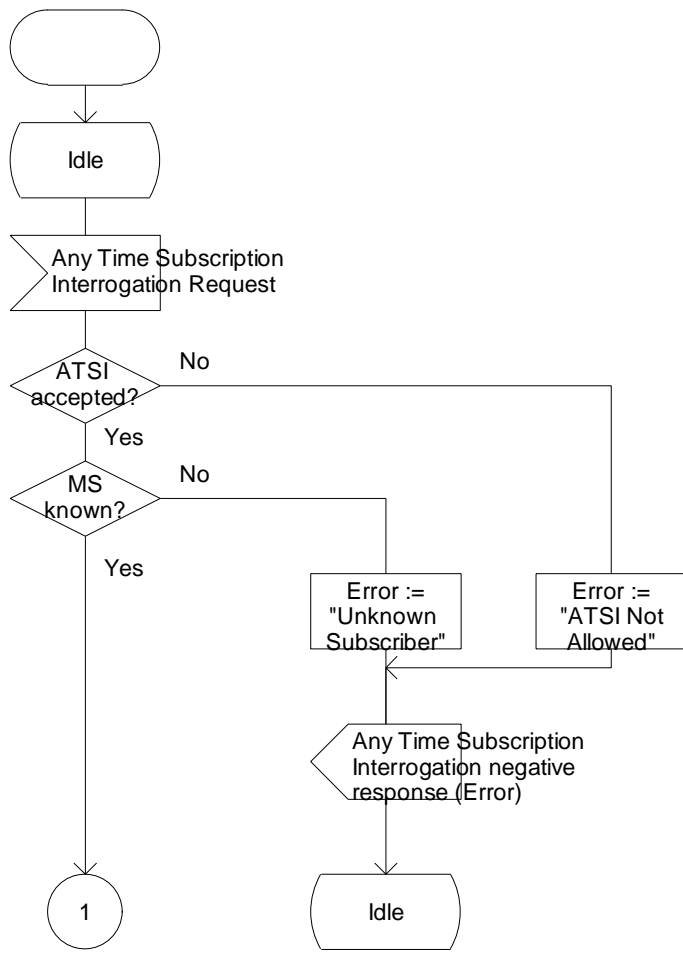 Idle
Any Time Subscription
Interrogation Request
ATSI
accepted?
No
Yes
MS
known?
No
Yes
Error :=
"Unknown
Subscriber"
Error :=
"ATSI Not
Allowed"
Any Time Subscription
Interrogation negative
response (Error)
1
Idle